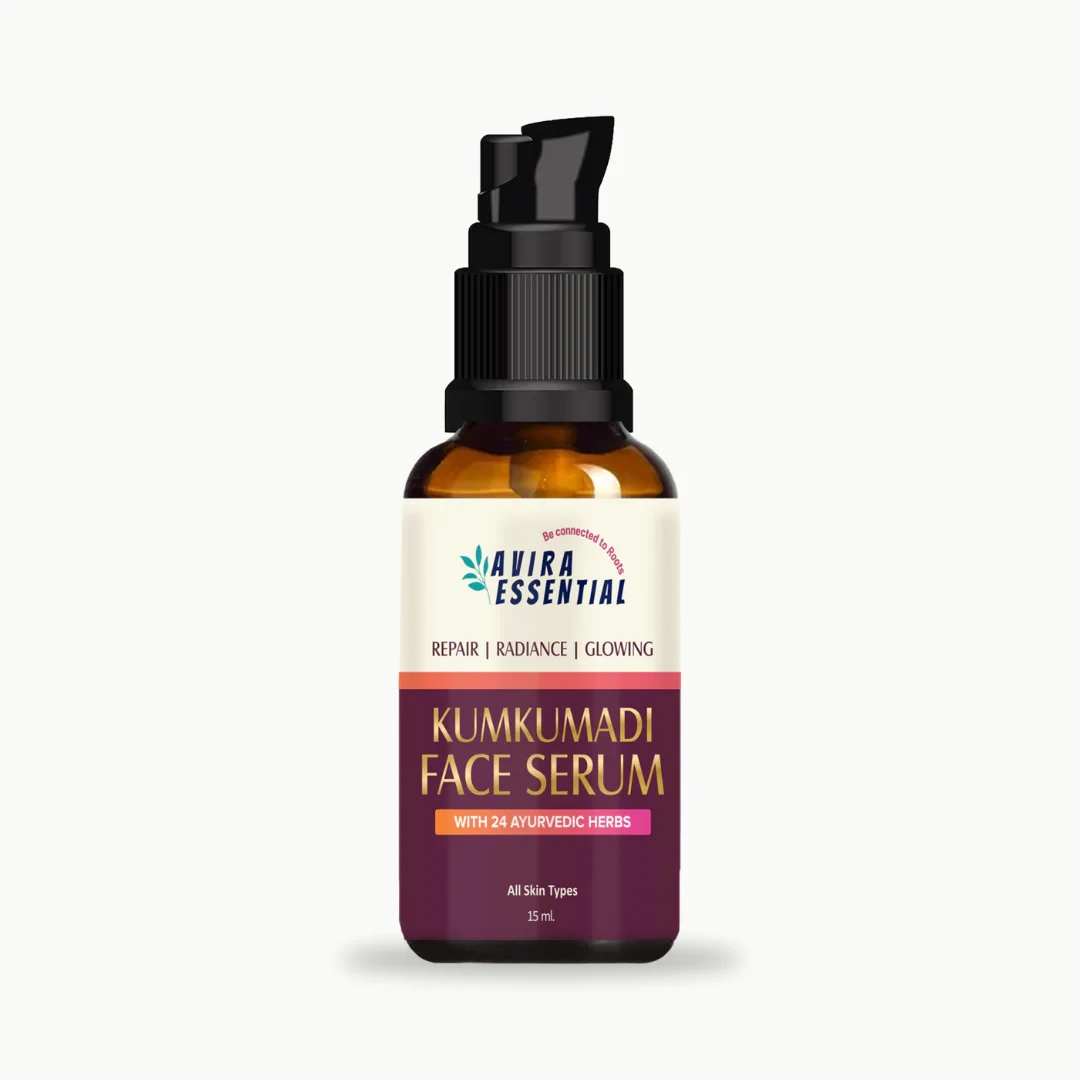 Be connected to Roots
AVIRA
ESSENTIAL
REPAIR | RADIANCE | GLOWING
KUMKUMADI
FACE SERUM
WITH 24 AYURVEDIC HERBS
All Skin Types
15 ml.